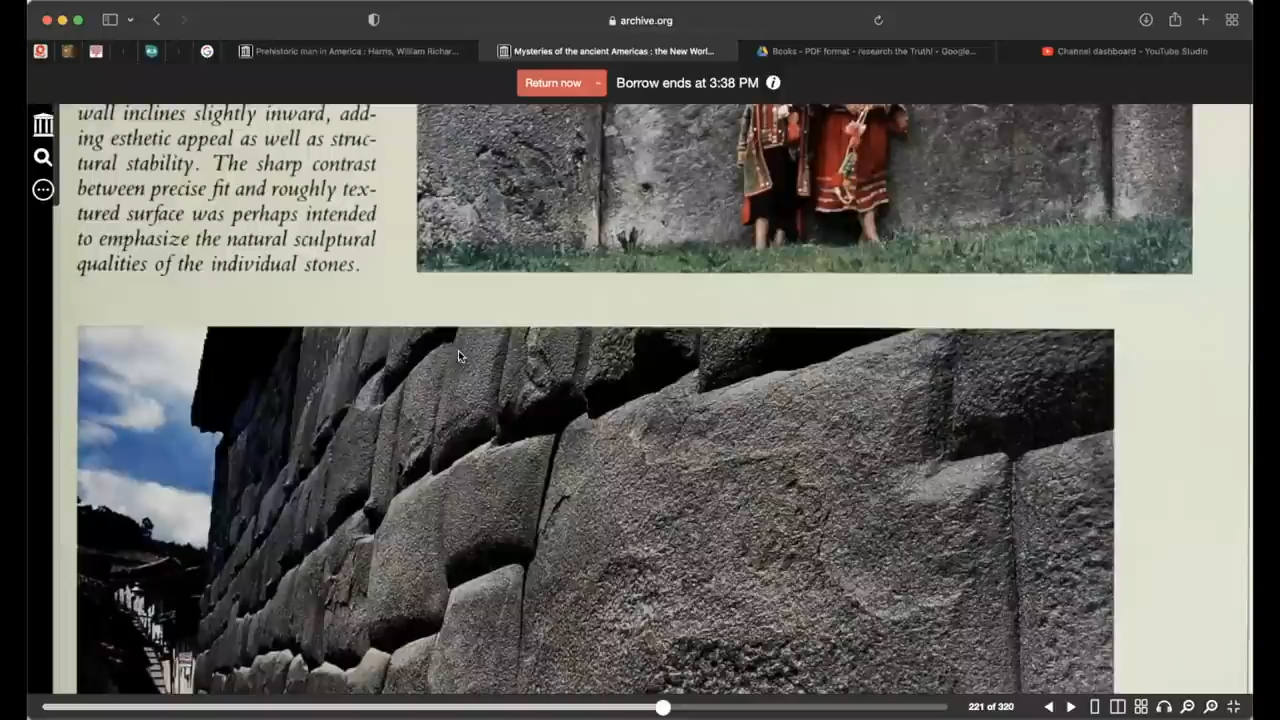 archive.org
Prehistoric man in America : Harris, William Richar...
Mysteries of the ancient Americas : the New Worl...
Books - PDF format - research the Truth! - Google...
Channel dashboard - YouTube Studio
Return now
Borrow ends at 3:38 PM
wall inclines slightly inward, add-
ing esthetic appeal as well as struc-
tural stability. The sharp contrast
between precise fit and roughly tex-
tured surface was perhaps intended
to emphasize the natural sculptural
qualities of the individual stones.
221 of 320